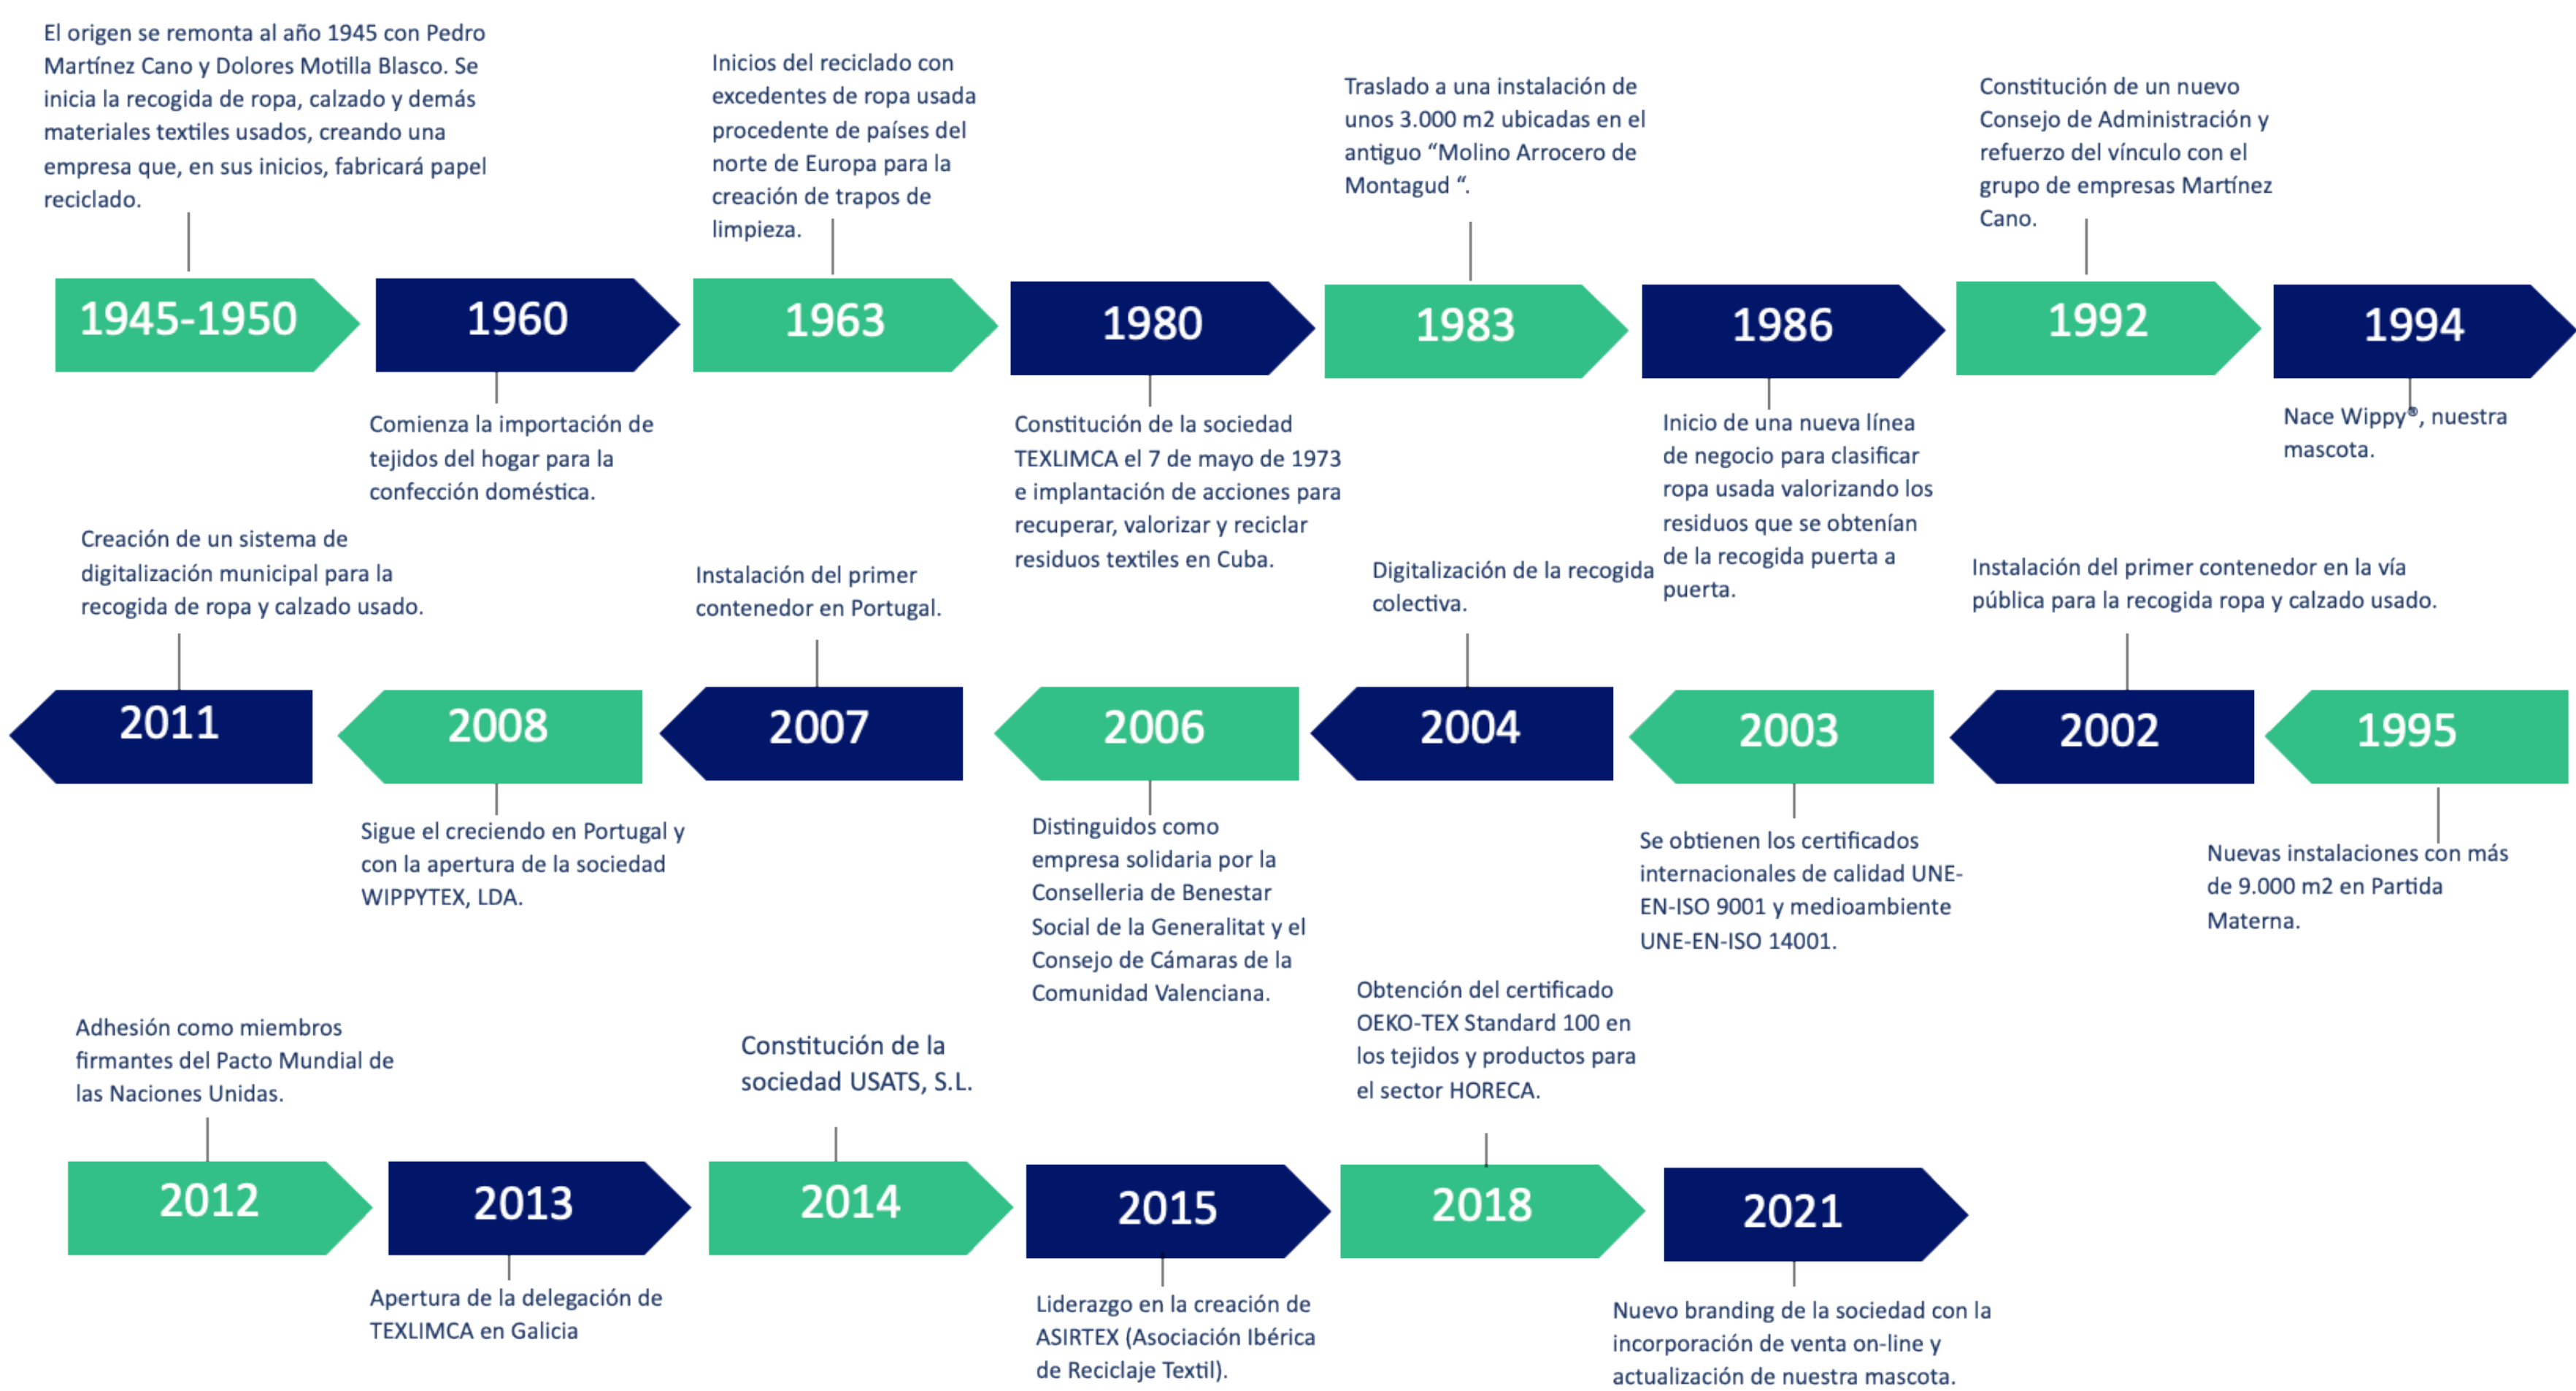 El origen se remonta al año 1945 con Pedro
Martínez Cano y Dolores Motilla Blasco. Se
inicia la recogida de ropa, calzado y demás
materiales textiles usados, creando una
empresa que, en sus inicios, fabricará papel
reciclado.
1945-1950
1960
Comienza la importación de
tejidos del hogar para la
confección doméstica.
Inicios del reciclado con
excedentes de ropa usada
procedente de países del
norte de Europa para la
creación de trapos de
limpieza.
1963
1980
Constitución de la sociedad
TEXLIMCA el 7 de mayo de 1973
e implantación de acciones para
recuperar, valorizar y reciclar
residuos textiles en Cuba.
Traslado a una instalación de
unos 3.000 m2 ubicadas en el
antiguo “Molino Arrocero de
Montagud “.
1983
1986
Inicio de una nueva línea
de negocio para clasificar
ropa usada valorizando los
residuos que se obtenían
de la recogida puerta a
puerta.
Constitución de un nuevo
Consejo de Administración y
refuerzo del vínculo con el
grupo de empresas Martínez
Cano.
1992
1994
Nace Wippy®, nuestra
mascota.
1995
Nuevas instalaciones con más
de 9.000 m2 en Partida
Materna.
Instalación del primer contenedor en la vía
pública para la recogida ropa y calzado usado.
2002
2003
Se obtienen los certificados
internacionales de calidad UNE-
EN-ISO 9001 y medioambiente
UNE-EN-ISO 14001.
Digitalización de la recogida
colectiva.
2004
2006
Distinguidos como
empresa solidaria por la
Conselleria de Benestar
Social de la Generalitat y el
Consejo de Cámaras de la
Comunidad Valenciana.
Instalación del primer
contenedor en Portugal.
2007
2008
Sigue el creciendo en Portugal y
con la apertura de la sociedad
WIPPYTEX, LDA.
Creación de un sistema de
digitalización municipal para la
recogida de ropa y calzado usado.
2011
Adhesión como miembros
firmantes del Pacto Mundial de
las Naciones Unidas.
2012
2013
Apertura de la delegación de
TEXLIMCA en Galicia
Constitución de la
sociedad USATS, S.L.
2014
2015
Liderazgo en la creación de
ASIRTEX (Asociación Ibérica
de Reciclaje Textil).
Obtención del certificado
OEKO-TEX Standard 100 en
los tejidos y productos para
el sector HORECA.
2018
2021
Nuevo branding de la sociedad con la
incorporación de venta on-line y
actualización de nuestra mascota.